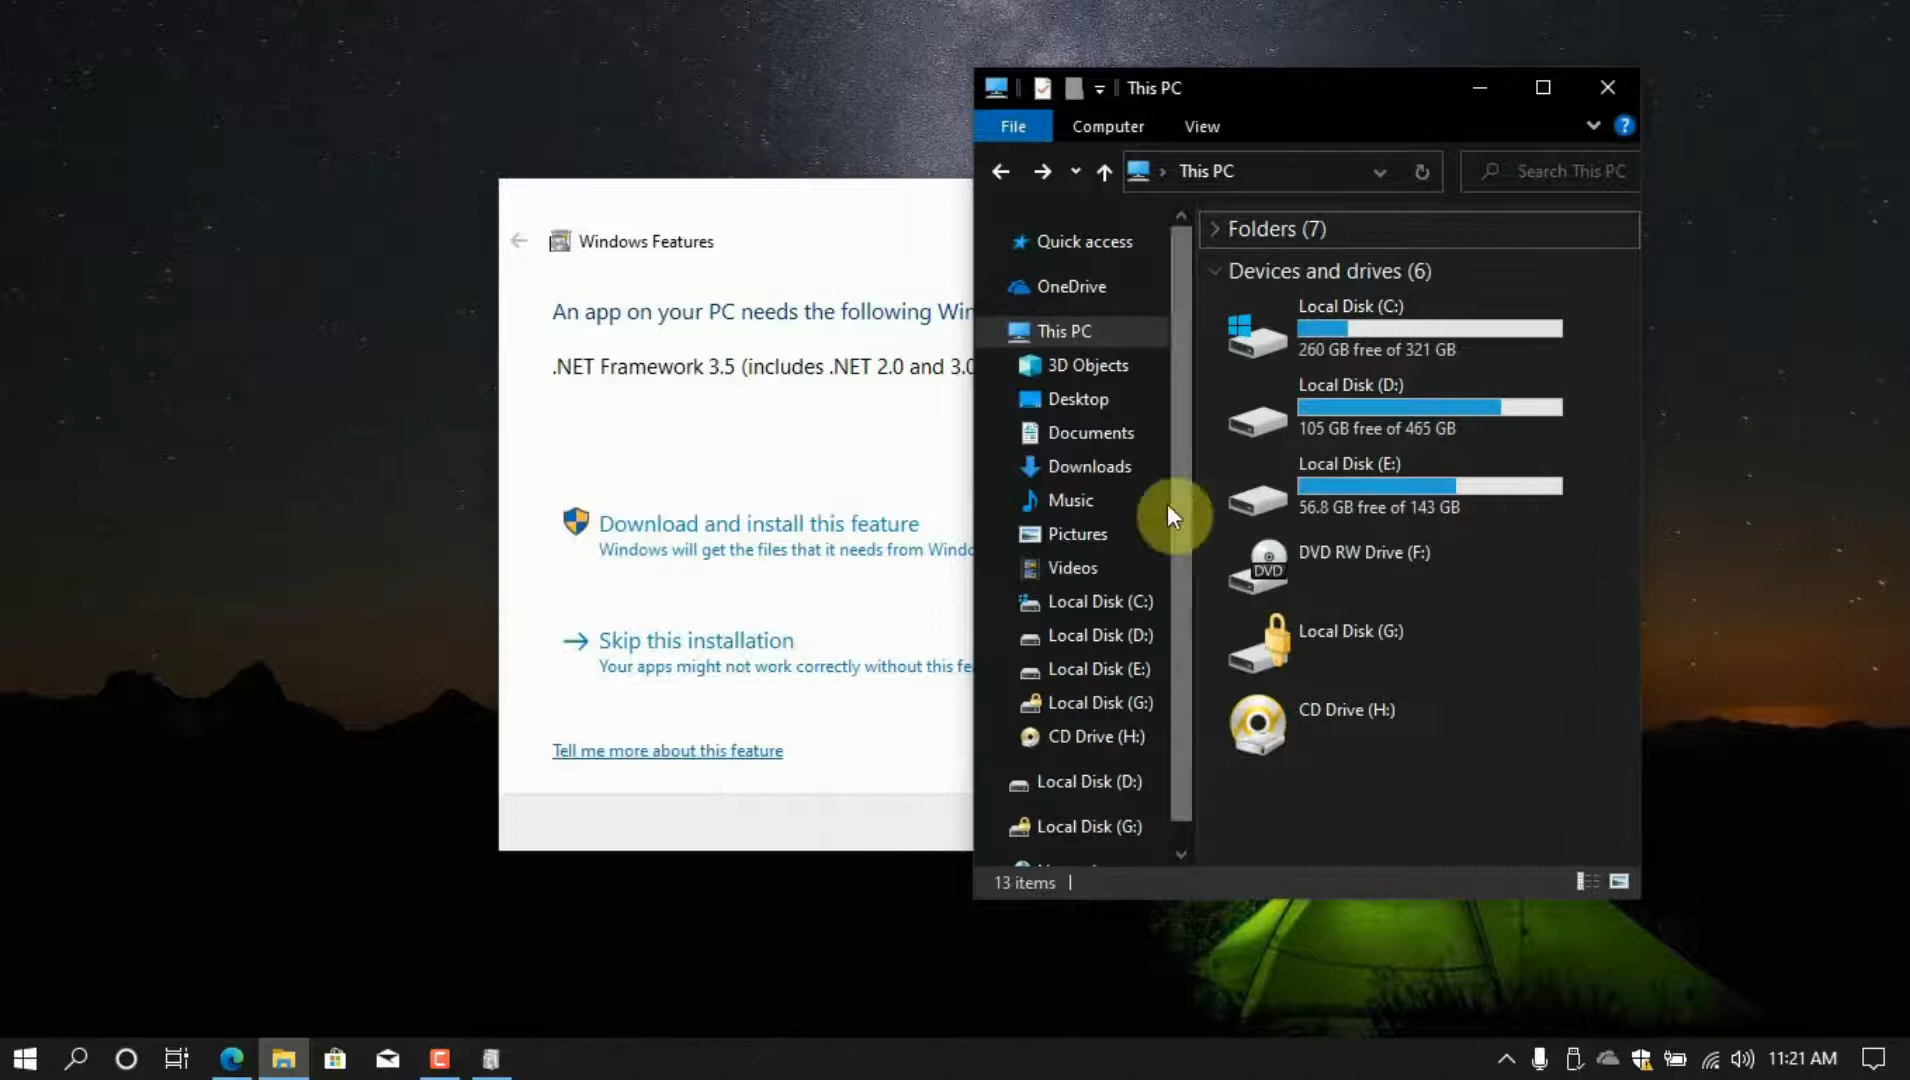 Windows Features
An app on your PC needs the following Win
.NET Framework 3.5 (includes .NET 2.0 and 3.0
Download and install this feature
Windows will get the files that it needs from Windo
Skip this installation
Your apps might not work correctly without this fe
Tell me more about this feature
This PC
File Computer View
?
This PC
Search This PC
Quick access
OneDrive
This PC
3D Objects
Desktop
Documents
Downloads
Music
Pictures
Videos
Local Disk (C:)
Local Disk (D:)
Local Disk (E:)
Local Disk (G:)
CD Drive (H:)
Local Disk (D:)
Local Disk (G:)
Folders (7)
Devices and drives (6)
Local Disk (C:)
260 GB free of 321 GB
Local Disk (D:)
105 GB free of 465 GB
Local Disk (E:)
56.8 GB free of 143 GB
DVD RW Drive (F:)
DVD
Local Disk (G:)
CD Drive (H:)
13 items
C
11:21 AM